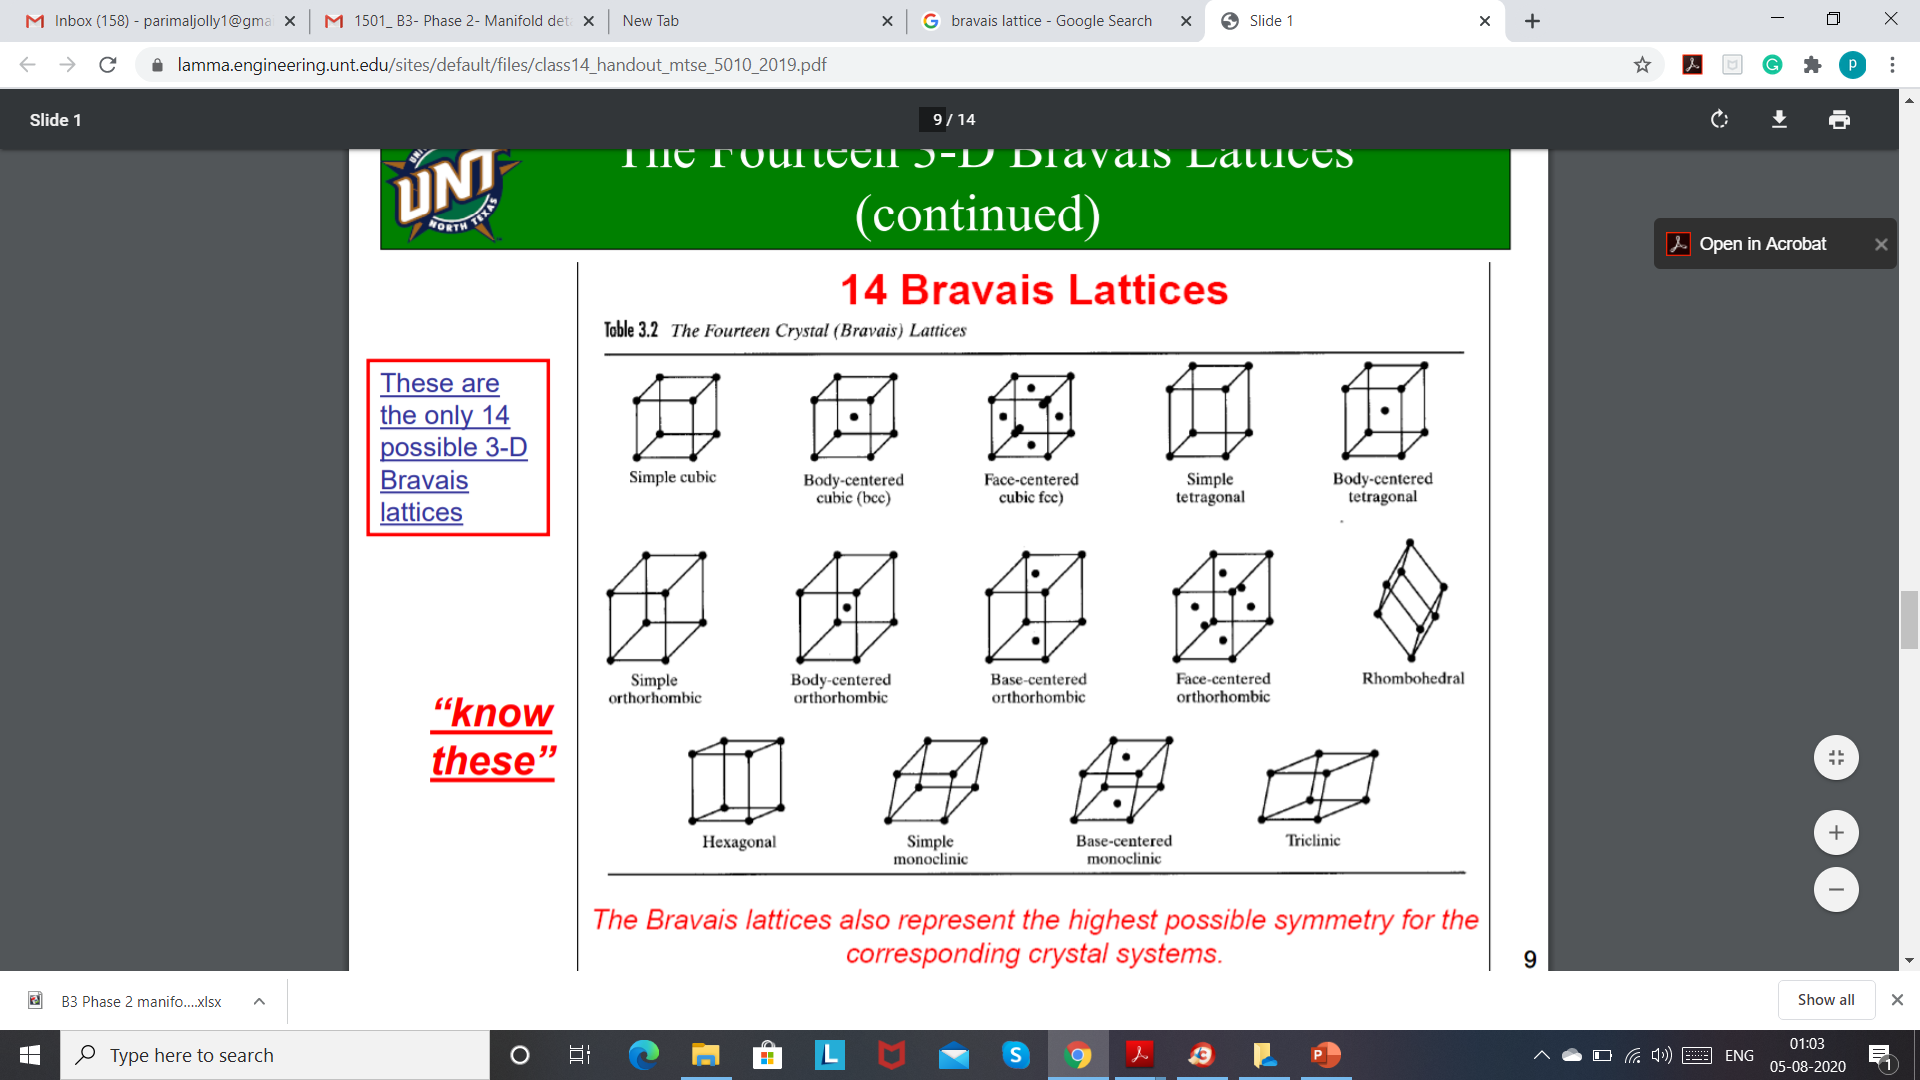 Inbox (158) - parimaljolly1@gma
1501_ B3- Phase 2- Manifold det
New Tab
bravais lattice - Google Search
Slide 1
lamma.engineering.unt.edu/sites/default/files/class14_handout_mtse_5010_2019.pdf
P
Slide 1
9 / 14
Open in Acrobat
UNT
NORTH TEXAS
The Fourteen 3-D Bravais Lattices
(continued)
14 Bravais Lattices
Table 3.2 The Fourteen Crystal (Bravais) Lattices
These are
the only 14
possible 3-D
Bravais
lattices
Simple cubic
Body-centered
cubic (bcc)
Face-centered
cubic fcc)
Simple
tetragonal
Body-centered
tetragonal
Simple
orthorhombic
Body-centered
orthorhombic
Base-centered
orthorhombic
Face-centered
orthorhombic
Rhombohedral
“know
these”
Hexagonal
Simple
monoclinic
Base-centered
monoclinic
Triclinic
The Bravais lattices also represent the highest possible symmetry for the
corresponding crystal systems.
9
B3 Phase 2 manifo....xlsx
Show all
Type here to search
ENG
01:03
05-08-2020
1